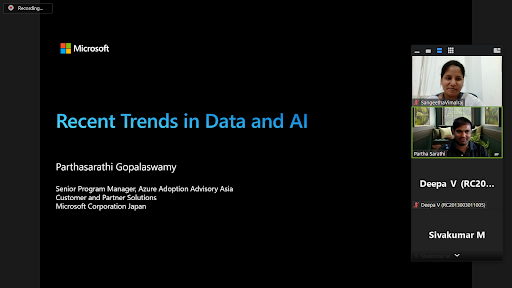 Recording...
Microsoft
Recent Trends in Data and AI
Parthasarathi Gopalaswamy
Senior Program Manager, Azure Adoption Advisory Asia
Customer and Partner Solutions
Microsoft Corporation Japan
SangeethaVimalraj
Partha Sarathi
Deepa V (RC20...
Deepa V (RC2013003011005)
Sivakumar M